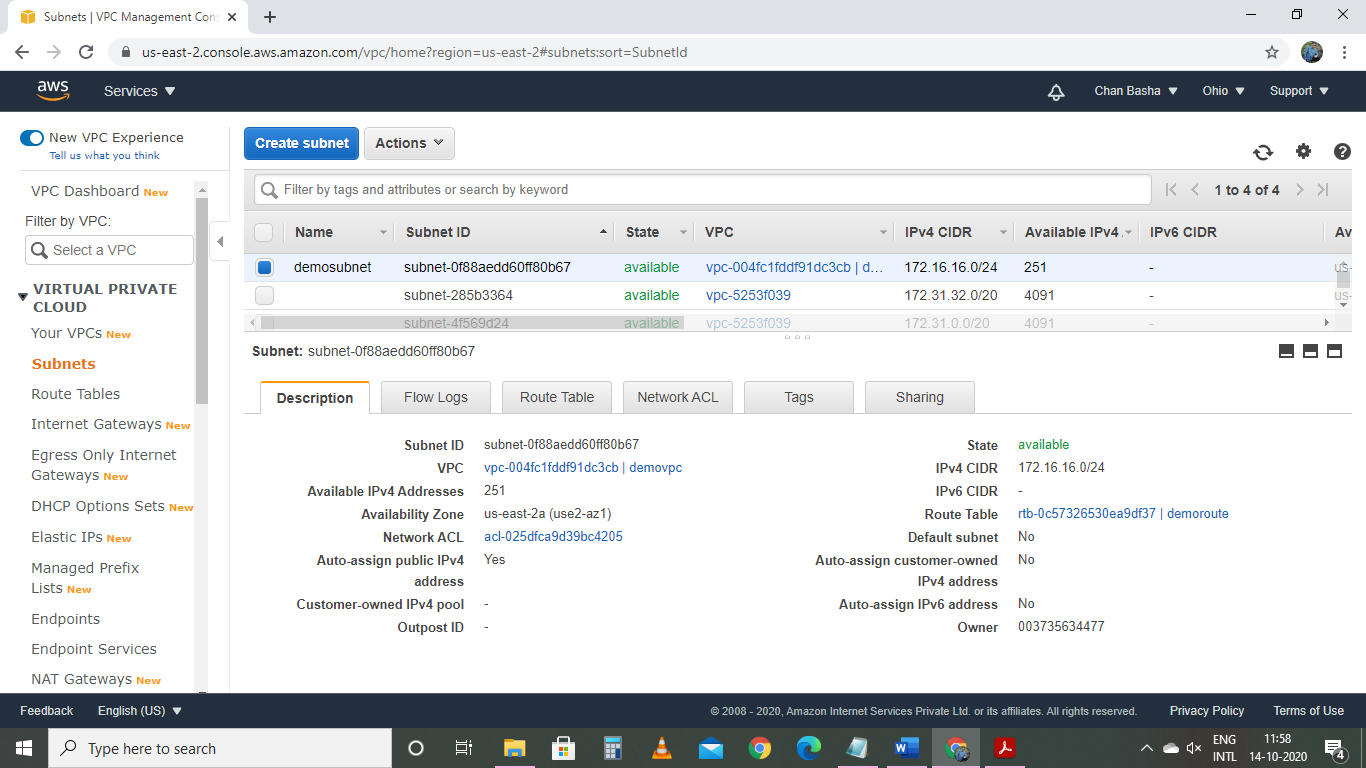 Subnets | VPC Management Con
us-east-2.console.aws.amazon.com/vpc/home?region=us-east-2#subnets:sort=SubnetId
aws Services Chan Basha Ohio Support
New VPC Experience
Tell us what you think
VPC Dashboard New
Filter by VPC:
Select a VPC
VIRTUAL PRIVATE
CLOUD
Your VPCs New
Subnets
Route Tables
Internet Gateways New
Egress Only Internet
Gateways New
DHCP Options Sets New
Elastic IPs New
Managed Prefix
Lists New
Endpoints
Endpoint Services
NAT Gateways New
Create subnet Actions
Filter by tags and attributes or search by keyword 1 to 4 of 4
Name Subnet ID State VPC IPv4 CIDR Available IPv4 IPv6 CIDR Av
demosubnet subnet-0f88aedd60ff80b67 available vpc-004fc1fddf91dc3cb | d... 172.16.16.0/24 251 - us-
subnet-285b3364 available vpc-5253f039 172.31.32.0/20 4091 - us-
subnet-4f569d24 available vpc-5253f039 172.31.0.0/20 4091 -
Subnet: subnet-0f88aedd60ff80b67
Description Flow Logs Route Table Network ACL Tags Sharing
Subnet ID subnet-0f88aedd60ff80b67 State available
VPC vpc-004fc1fddf91dc3cb | demovpc IPv4 CIDR 172.16.16.0/24
Available IPv4 Addresses 251 IPv6 CIDR -
Availability Zone us-east-2a (use2-az1) Route Table rtb-0c57326530ea9df37 | demoroute
Network ACL acl-025dfca9d39bc4205 Default subnet No
Auto-assign public IPv4 Yes Auto-assign customer-owned No
address IPv4 address
Customer-owned IPv4 pool - Auto-assign IPv6 address No
Outpost ID - Owner 003735634477
Feedback English (US) © 2008 - 2020, Amazon Internet Services Private Ltd. or its affiliates. All rights reserved. Privacy Policy Terms of Use
Type here to search
ENG 11:58
INTL 14-10-2020 4